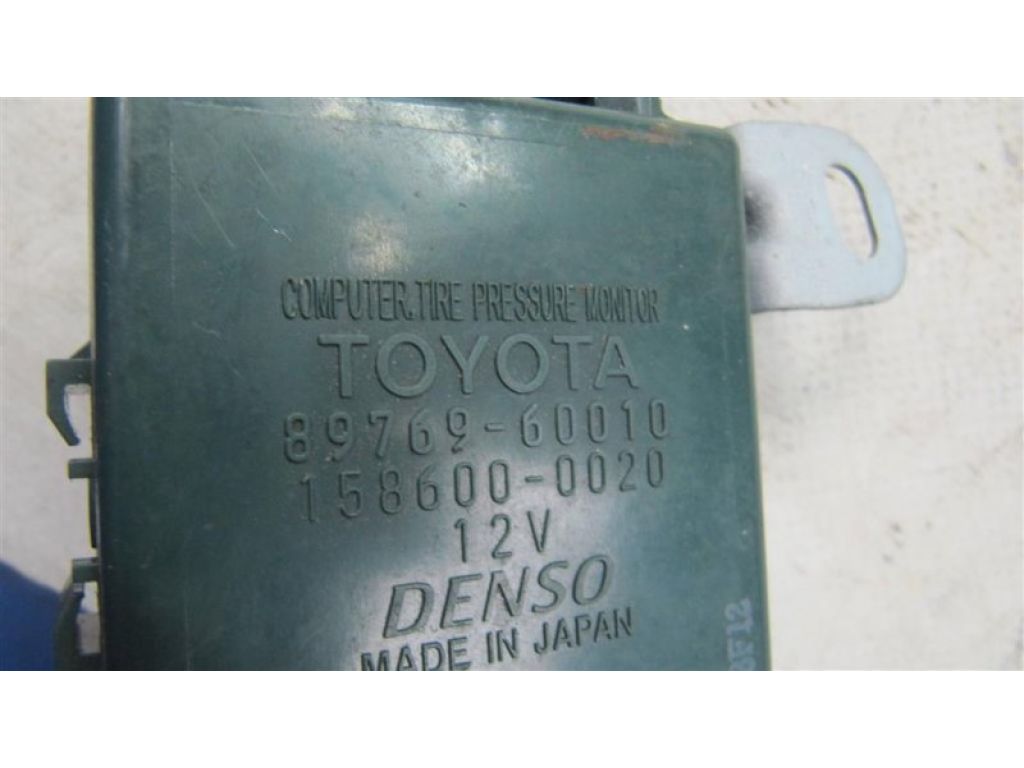 COMPUTER.TIRE PRESSURE MONITOR
TOYOTA
89769-60010
158600-0020
12V
DENSO
MADE IN JAPAN